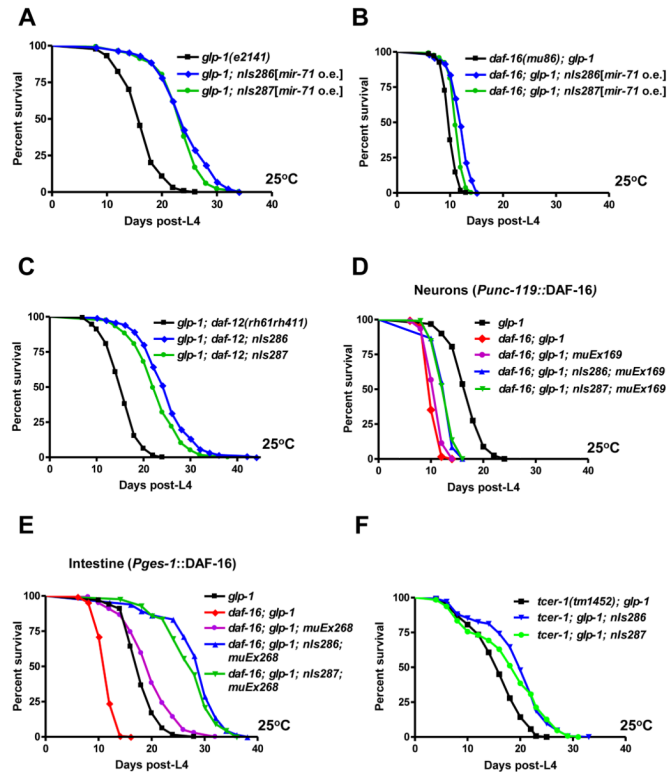 A
100
75
50
25
0
Percent survival
glp-1(e2141)
glp-1; nIs286[mir-71 o.e.]
glp-1; nIs287[mir-71 o.e.]
25°C
0 10 20 30 40
Days post-L4
B
100
75
50
25
0
Percent survival
daf-16(mu86); glp-1
daf-16; glp-1; nIs286[mir-71 o.e.]
daf-16; glp-1; nIs287[mir-71 o.e.]
25°C
0 10 20 30 40
Days post-L4
C
100
75
50
25
0
Percent survival
glp-1; daf-12(rh61rh411)
glp-1; daf-12; nIs286
glp-1; daf-12; nIs287
25°C
0 10 20 30 40
Days post-L4
D
Neurons (Punc-119::DAF-16)
100
75
50
25
0
Percent survival
glp-1
daf-16; glp-1
daf-16; glp-1; muEx169
daf-16; glp-1; nIs286; muEx169
daf-16; glp-1; nIs287; muEx169
25°C
0 10 20 30 40
Days post-L4
E
Intestine (Pges-1::DAF-16)
100
75
50
25
0
Percent survival
glp-1
daf-16; glp-1
daf-16; glp-1; muEx268
daf-16; glp-1; nIs286;
muEx268
daf-16; glp-1; nIs287;
muEx268
25°C
0 10 20 30 40
Days post-L4
F
100
75
50
25
0
Percent survival
tcer-1(tm1452); glp-1
tcer-1; glp-1; nIs286
tcer-1; glp-1; nIs287
25°C
0 10 20 30 40
Days post-L4